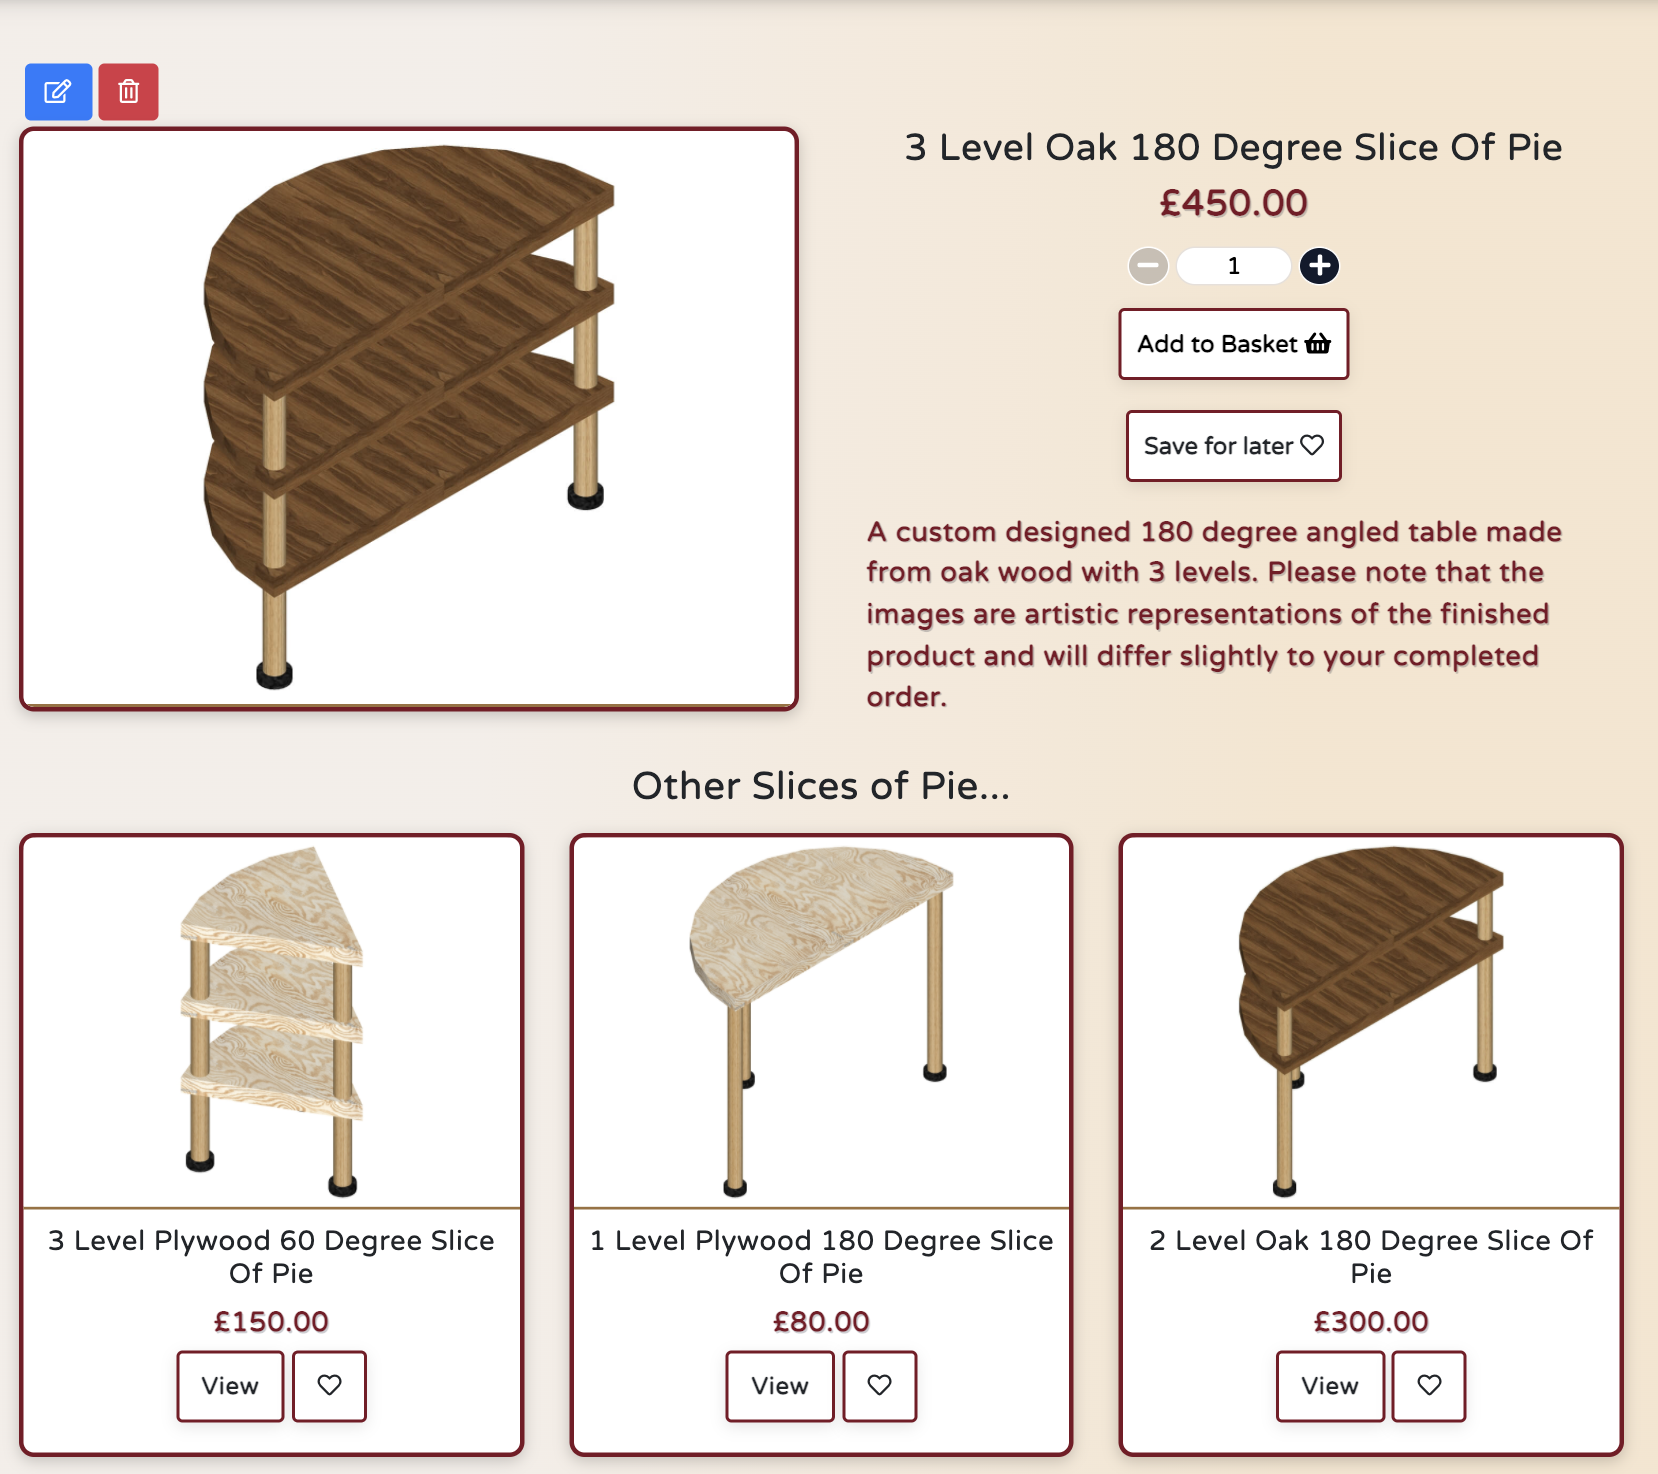 3 Level Oak 180 Degree Slice Of Pie
£450.00
1
Add to Basket
Save for later
A custom designed 180 degree angled table made
from oak wood with 3 levels. Please note that the
images are artistic representations of the finished
product and will differ slightly to your completed
order.
Other Slices of Pie...
3 Level Plywood 60 Degree Slice
Of Pie
£150.00
View
1 Level Plywood 180 Degree Slice
Of Pie
£80.00
View
2 Level Oak 180 Degree Slice Of
Pie
£300.00
View